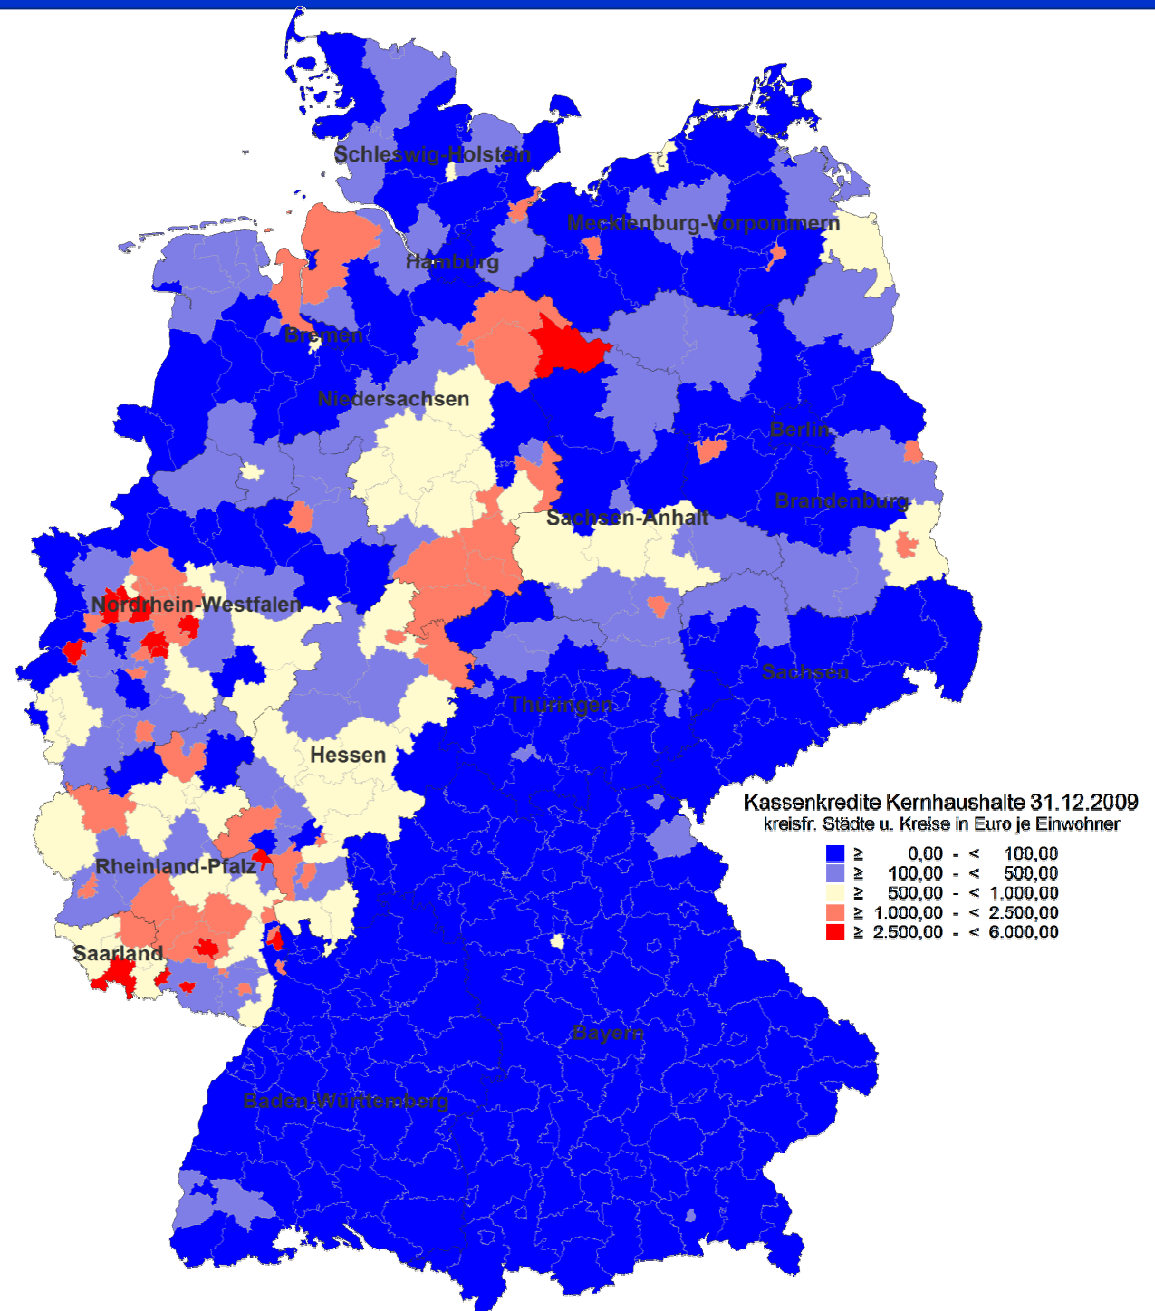 Schleswig-Holstein
Mecklenburg-Vorpommern
Hamburg
Bremen
Niedersachsen
Berlin
Brandenburg
Sachsen-Anhalt
Nordrhein-Westfalen
Sachsen
Thüringen
Hessen
Kassenkredite Kernhaushalte 31.12.2009
kreisfr. Städte u. Kreise in Euro je Einwohner
≥ 0,00 - < 100,00
≥ 100,00 - < 500,00
≥ 500,00 - < 1.000,00
≥ 1.000,00 - < 2.500,00
≥ 2.500,00 - < 6.000,00
Rheinland-Pfalz
Saarland
Bayern
Baden-Württemberg